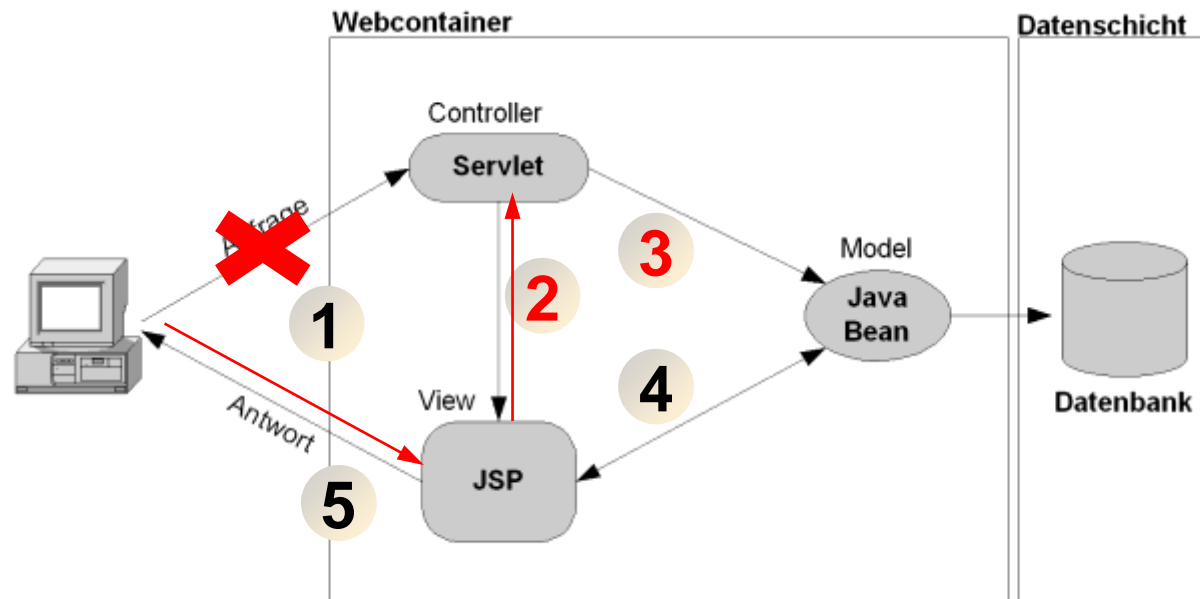 Webcontainer
Datenschicht
Controller
Servlet
3
Model
Java
Bean
2
1
4
View
Datenbank
Antwort
JSP
5